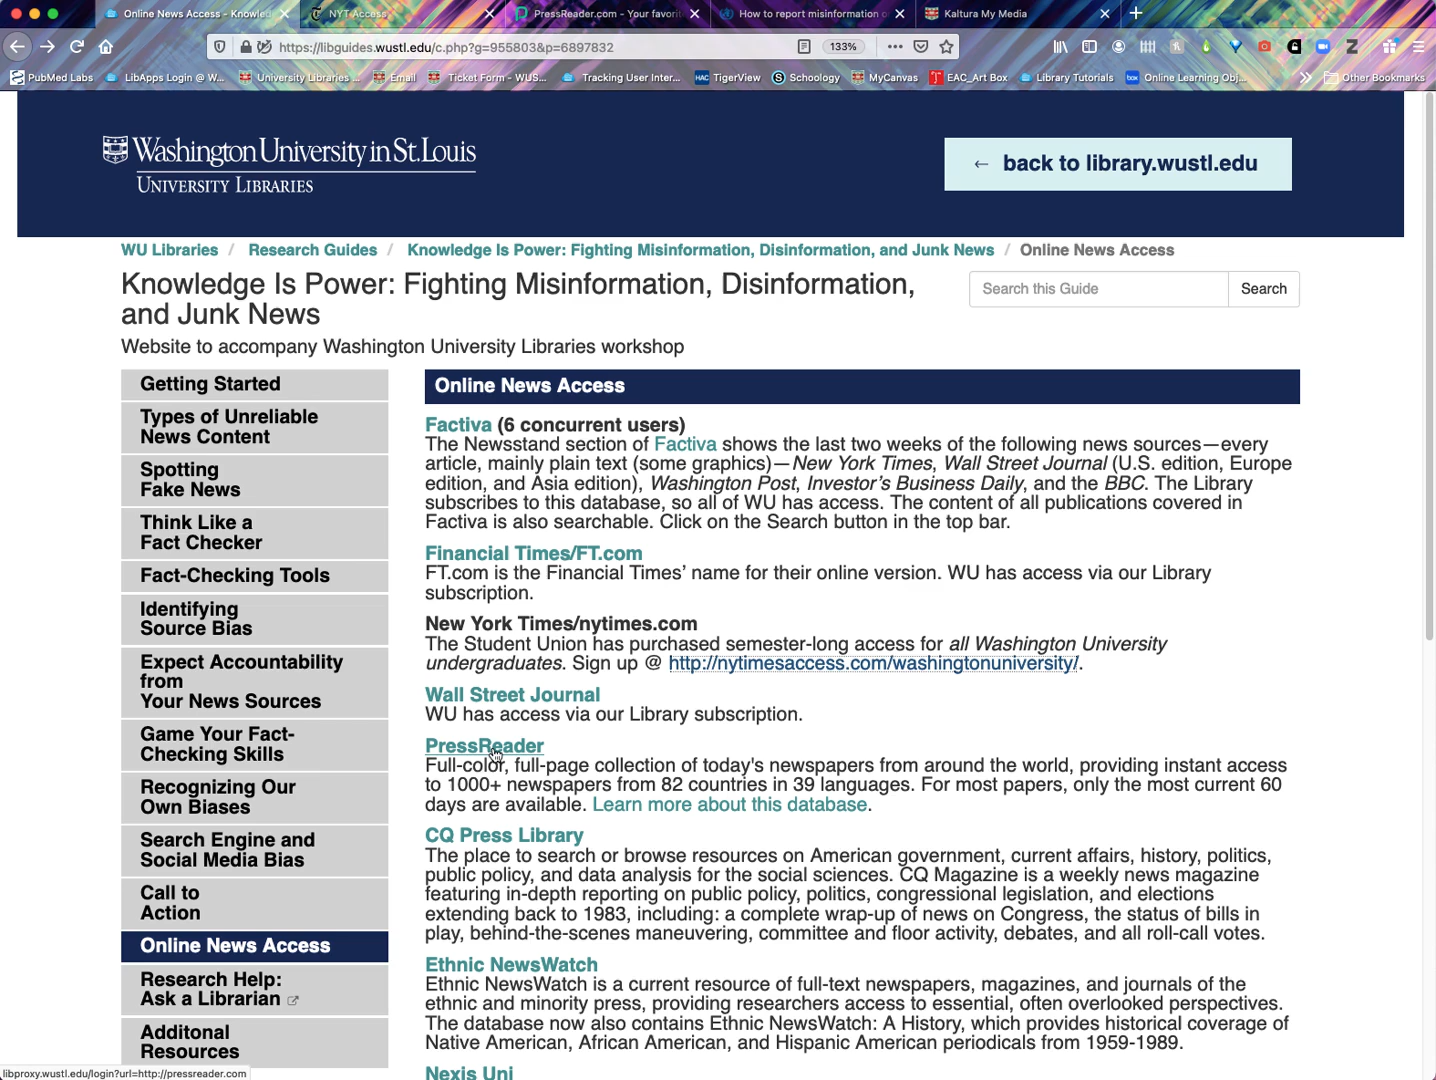 Online News Access - Knowled
NYT Access
PressReader.com - Your favori
How to report misinformation o
Kaltura My Media
https://libguides.wustl.edu/c.php?g=955803&p=6897832
133%
PubMed Labs
LibApps Login @ W...
University Libraries ...
Email
Ticket Form - WUS...
Tracking User Inter...
HAC TigerView
S Schoology
MyCanvas
EAC_Art Box
Library Tutorials
box Online Learning Obj...
Other Bookmarks
Washington University in St. Louis
UNIVERSITY LIBRARIES
← back to library.wustl.edu
WU Libraries / Research Guides / Knowledge Is Power: Fighting Misinformation, Disinformation, and Junk News / Online News Access
Knowledge Is Power: Fighting Misinformation, Disinformation,
and Junk News
Search this Guide
Search
Website to accompany Washington University Libraries workshop
Getting Started
Types of Unreliable
News Content
Spotting
Fake News
Think Like a
Fact Checker
Fact-Checking Tools
Identifying
Source Bias
Expect Accountability
from
Your News Sources
Game Your Fact-
Checking Skills
Recognizing Our
Own Biases
Search Engine and
Social Media Bias
Call to
Action
Online News Access
Research Help:
Ask a Librarian
Additonal
Resources
Online News Access
Factiva (6 concurrent users)
The Newsstand section of Factiva shows the last two weeks of the following news sources—every
article, mainly plain text (some graphics)—New York Times, Wall Street Journal (U.S. edition, Europe
edition, and Asia edition), Washington Post, Investor's Business Daily, and the BBC. The Library
subscribes to this database, so all of WU has access. The content of all publications covered in
Factiva is also searchable. Click on the Search button in the top bar.
Financial Times/FT.com
FT.com is the Financial Times' name for their online version. WU has access via our Library
subscription.
New York Times/nytimes.com
The Student Union has purchased semester-long access for all Washington University
undergraduates. Sign up @ http://nytimesaccess.com/washingtonuniversity/.
Wall Street Journal
WU has access via our Library subscription.
PressReader
Full-color, full-page collection of today's newspapers from around the world, providing instant access
to 1000+ newspapers from 82 countries in 39 languages. For most papers, only the most current 60
days are available. Learn more about this database.
CQ Press Library
The place to search or browse resources on American government, current affairs, history, politics,
public policy, and data analysis for the social sciences. CQ Magazine is a weekly news magazine
featuring in-depth reporting on public policy, politics, congressional legislation, and elections
extending back to 1983, including: a complete wrap-up of news on Congress, the status of bills in
play, behind-the-scenes maneuvering, committee and floor activity, debates, and all roll-call votes.
Ethnic NewsWatch
Ethnic NewsWatch is a current resource of full-text newspapers, magazines, and journals of the
ethnic and minority press, providing researchers access to essential, often overlooked perspectives.
The database now also contains Ethnic NewsWatch: A History, which provides historical coverage of
Native American, African American, and Hispanic American periodicals from 1959-1989.
Nexis Uni
libproxy.wustl.edu/login?url=http://pressreader.com